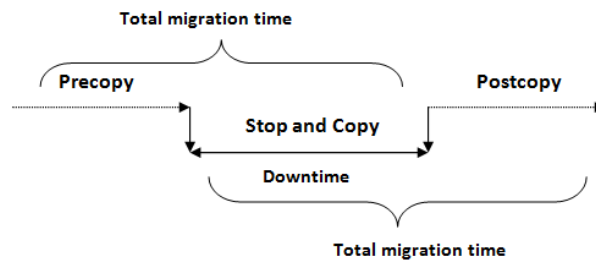 Total migration time
Precopy
Postcopy
Stop and Copy
Downtime
Total migration time